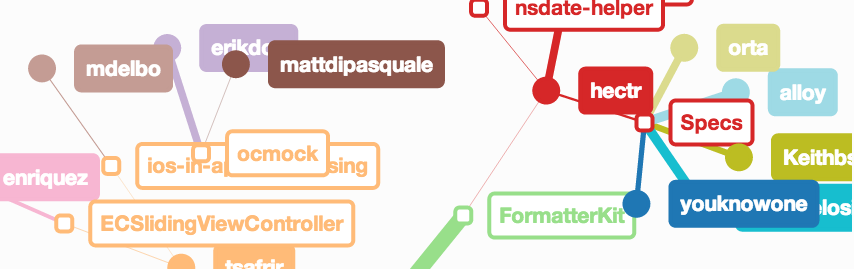 nsdate-helper
erikdo
orta
mdelbo
mattdipasquale
hectr
alloy
Specs
ocmock
ios-in-a
sing
Keithbs
enriquez
youknowone
elos
FormatterKit
ECSlidingViewController
tsafrir